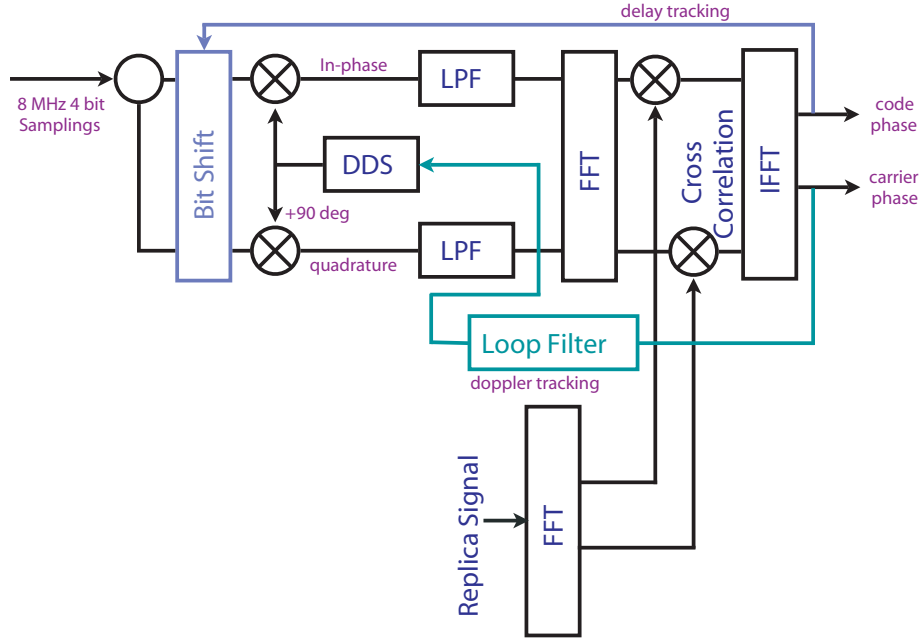 delay tracking
8 MHz 4 bit
Samplings
Bit Shift
In-phase
LPF
DDS
+90 deg
quadrature
LPF
FFT
Cross
Correlation
IFFT
code
phase
carrier
phase
Loop Filter
doppler tracking
Replica Signal
FFT